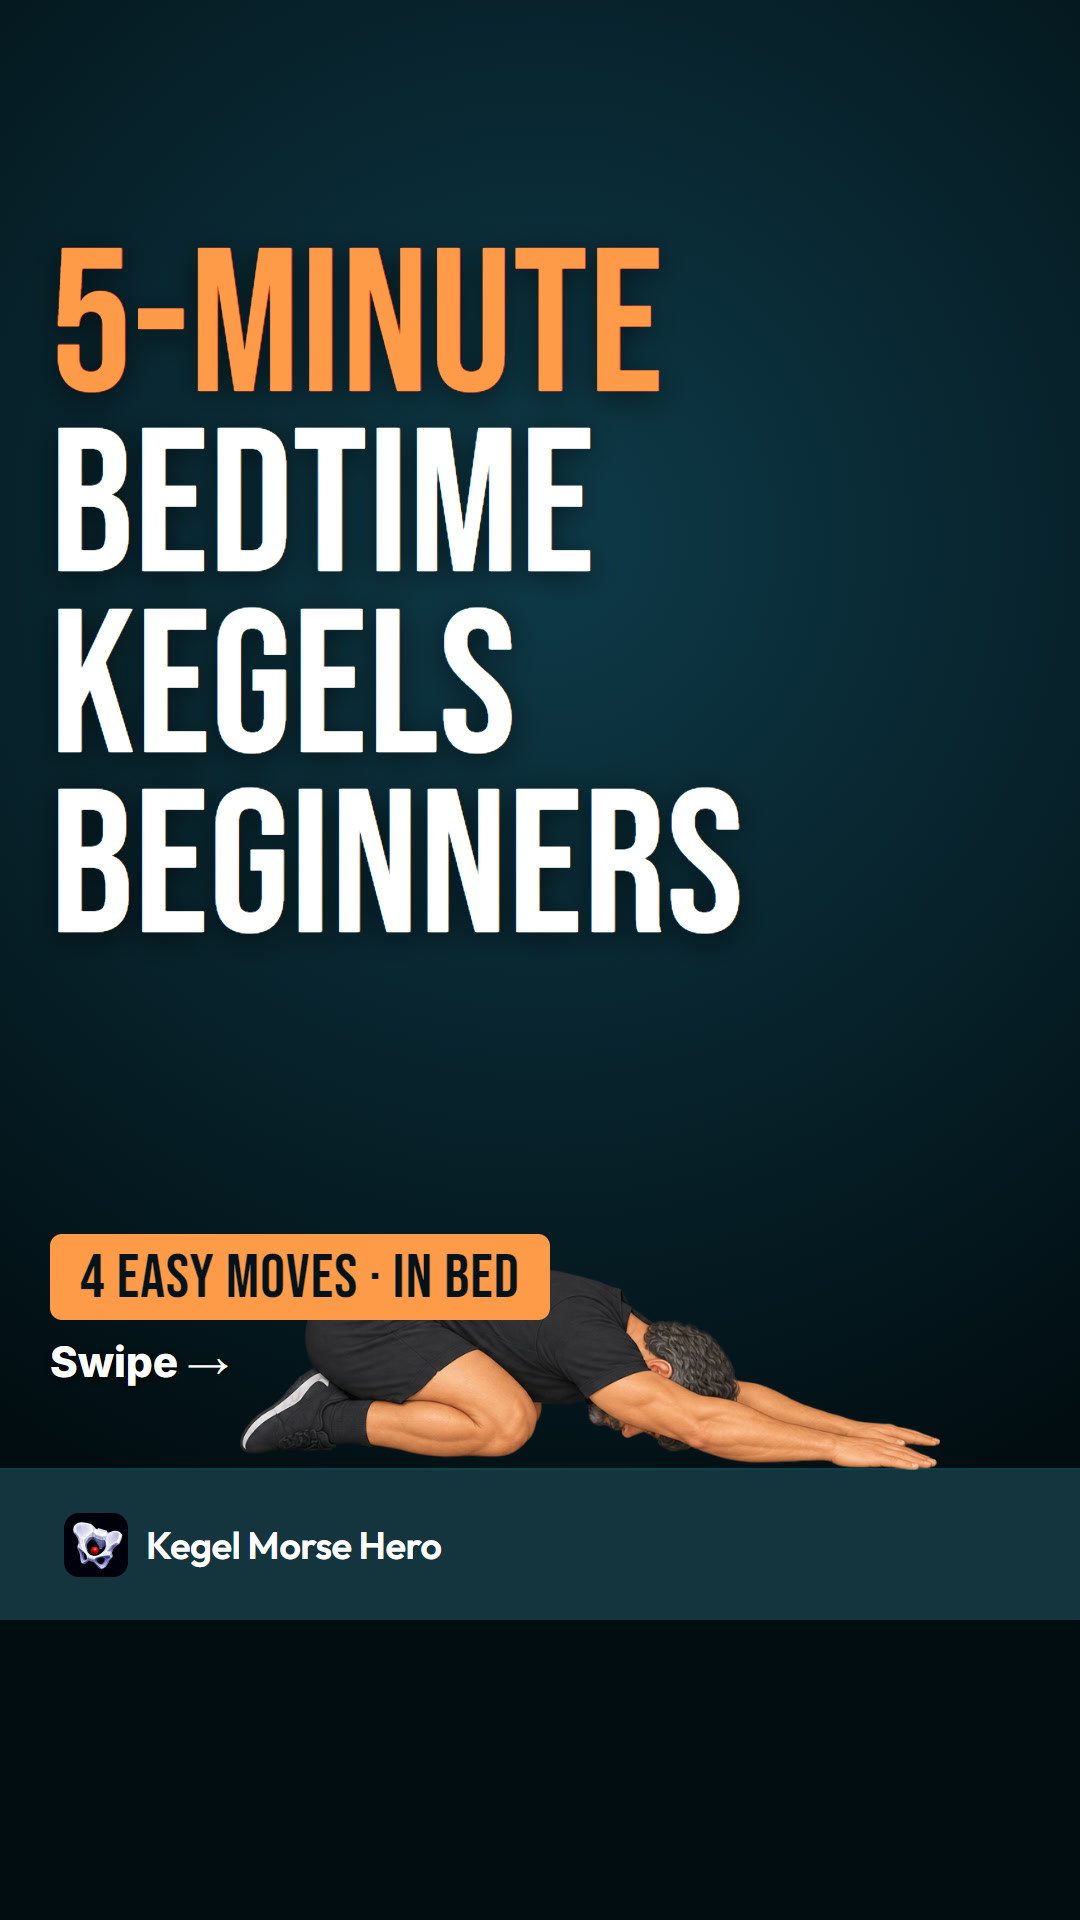 5-MINUTE
BEDTIME
KEGELS
BEGINNERS
4 EASY MOVES · IN BED
Swipe →
Kegel Morse Hero